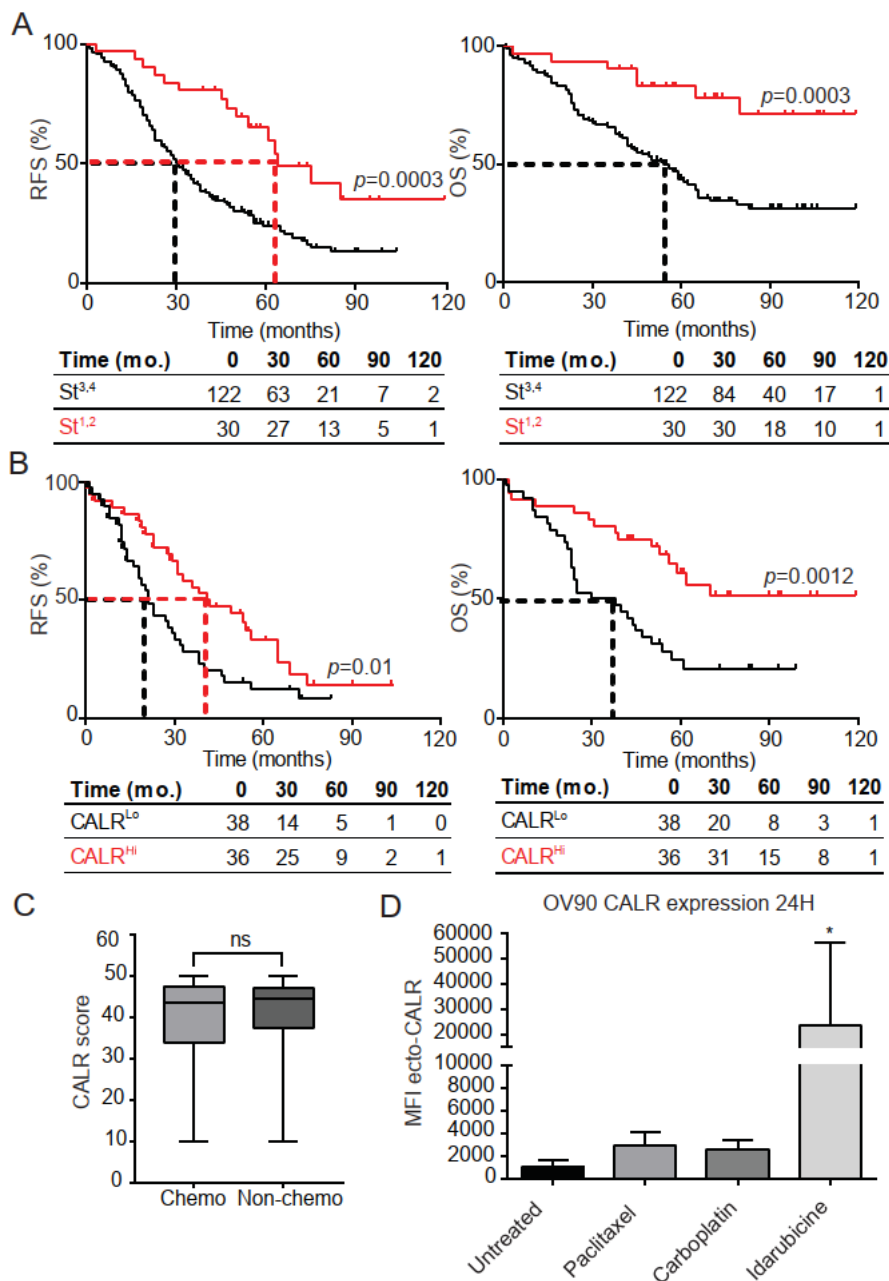 A
100
50
0
RFS (%)
p=0.0003
0 30 60 90 120
Time (months)
Time (mo.) 0 30 60 90 120
St3,4 122 63 21 7 2
St1,2 30 27 13 5 1
100
50
0
OS (%)
p=0.0003
0 30 60 90 120
Time (months)
Time (mo.) 0 30 60 90 120
St3,4 122 84 40 17 1
St1,2 30 30 18 10 1
B
100
50
0
RFS (%)
p=0.01
0 30 60 90 120
Time (months)
Time (mo.) 0 30 60 90 120
CALRLo 38 14 5 1 0
CALRHi 36 25 9 2 1
100
50
0
OS (%)
p=0.0012
0 30 60 90 120
Time (months)
Time (mo.) 0 30 60 90 120
CALRLo 38 20 8 3 1
CALRHi 36 31 15 8 1
C
60
50
40
30
20
10
0
CALR score
ns
Chemo Non-chemo
D
OV90 CALR expression 24H
60000
50000
40000
30000
20000
10000
8000
6000
4000
2000
0
MFI ecto-CALR
*
Untreated
Paclitaxel
Carboplatin
Idarubicine